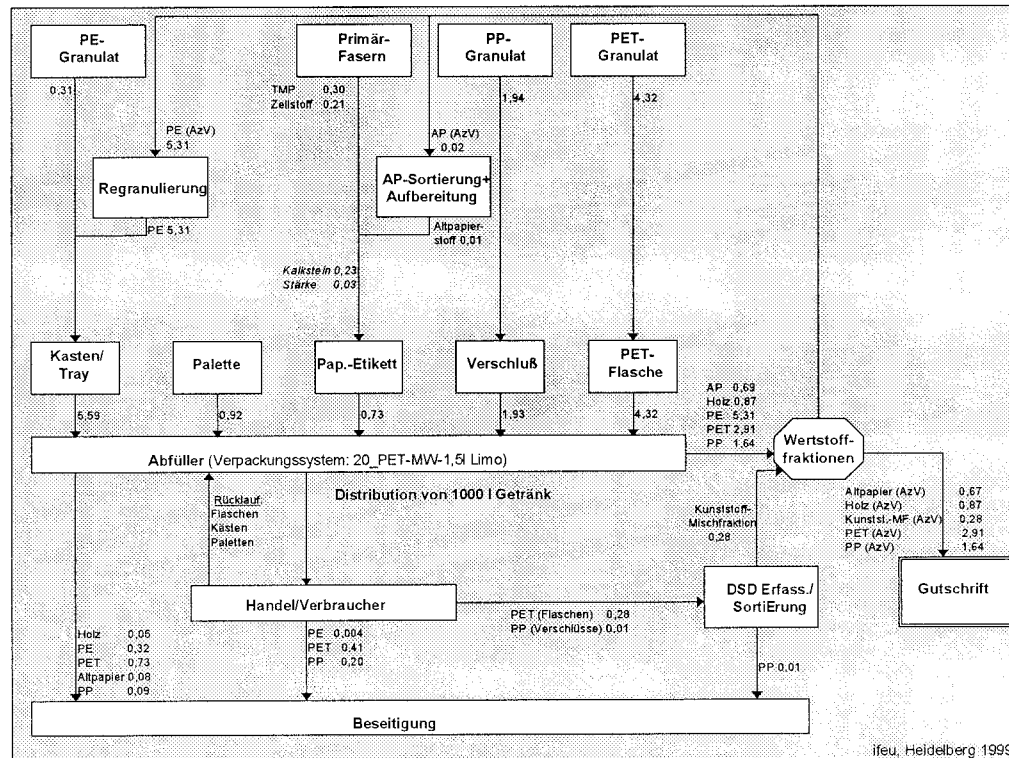 PE-
Granulat
Primär-
Fasern
PP-
Granulat
PET-
Granulat
0,31
TMP 0,30
Zellstoff 0,21
1,94
4,32
PE (AzV)
5,31
AP (AzV)
0,02
Regranulierung
AP-Sortierung+
Aufbereitung
PE 5,31
Altpapier-
stoff 0,01
Kalkstein 0,23
Stärke 0,03
Kasten/
Tray
Palette
Pap.-Etikett
Verschluß
PET-
Flasche
5,59
0,92
0,73
1,93
4,32
AP 0,69
Holz 0,87
PE 5,31
PET 2,91
PP 1,64
Wertstoff-
fraktionen
Abfüller (Verpackungssystem: 20_PET-MW-1,5l Limo)
Distribution von 1000 l Getränk
Rücklauf:
Flaschen
Kästen
Paletten
Kunststoff-
Mischfraktion
0,28
Altpapier (AzV) 0,67
Holz (AzV) 0,87
Kunstst.-MF (AzV) 0,28
PET (AzV) 2,91
PP (AzV) 1,64
Handel/Verbraucher
PET (Flaschen) 0,28
PP (Verschlüsse) 0,01
DSD Erfass./
SortiErung
Gutschrift
Holz 0,05
PE 0,32
PET 0,73
Altpapier 0,08
PP 0,09
PE 0,004
PET 0,41
PP 0,20
PP 0,01
Beseitigung
ifeu, Heidelberg 1999